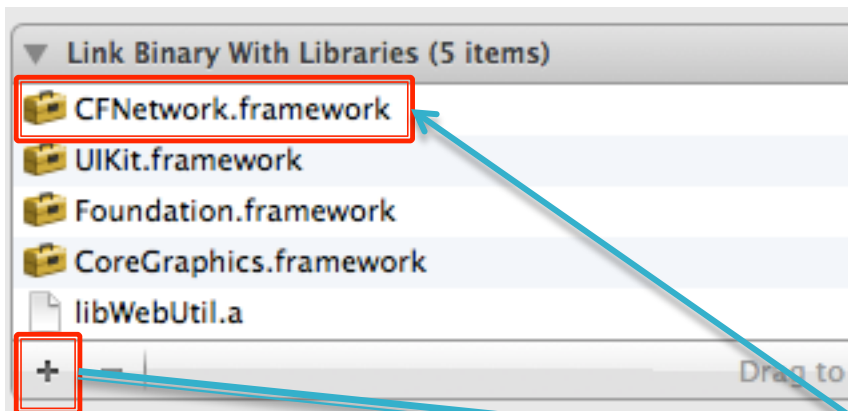 Link Binary With Libraries (5 items)
CFNetwork.framework
UIKit.framework
Foundation.framework
CoreGraphics.framework
libWebUtil.a
+ − Drag to